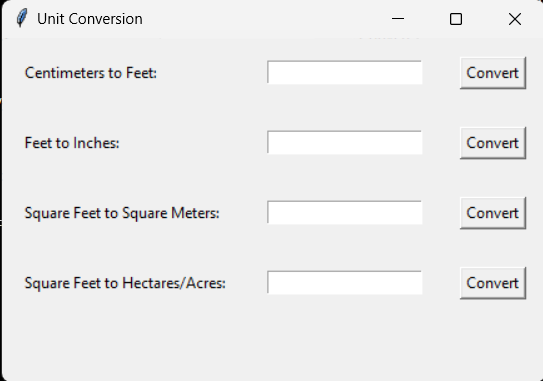 Unit Conversion
Centimeters to Feet: Convert
Feet to Inches: Convert
Square Feet to Square Meters: Convert
Square Feet to Hectares/Acres: Convert